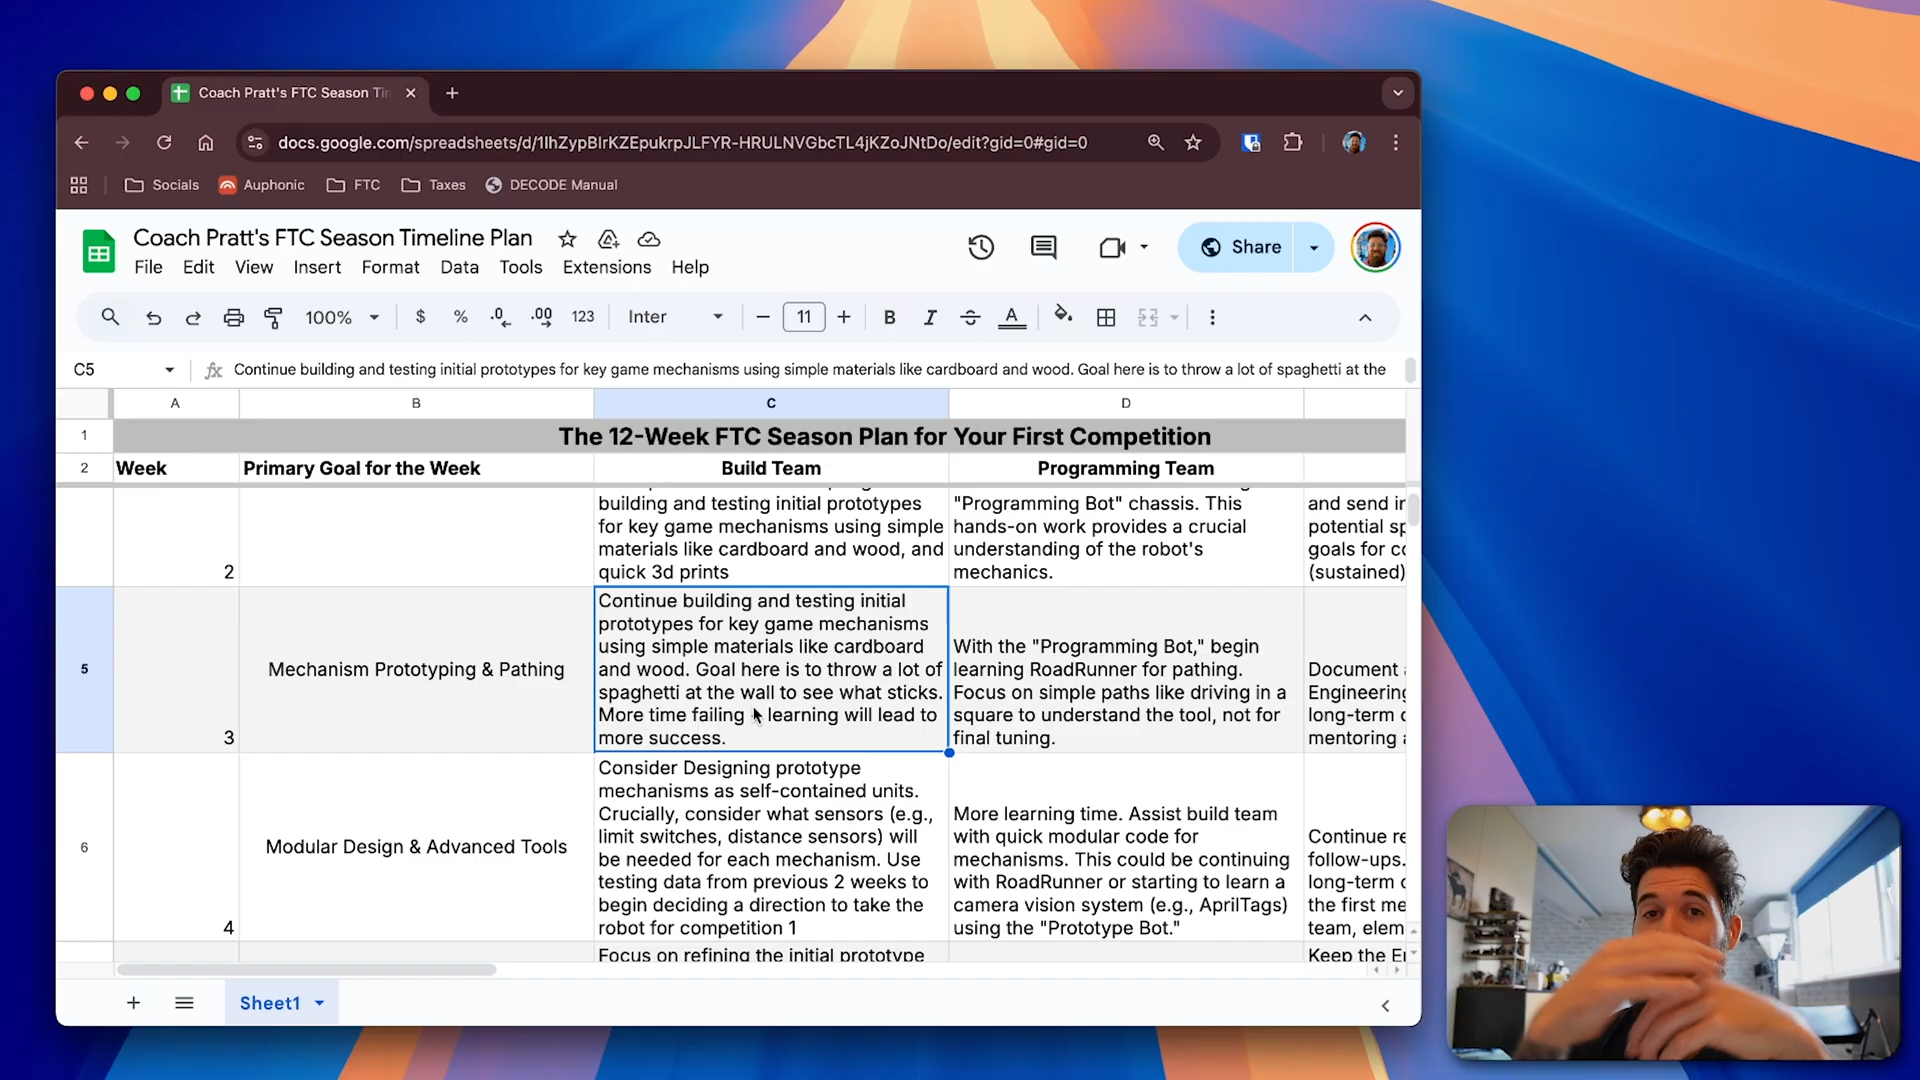 Coach Pratt's FTC Season Tin
docs.google.com/spreadsheets/d/1lhZypBIrKZEpukrpJLFYR-HRULNVGbcTL4jKZoJNtDo/edit?gid=0#gid=0
Socials
Auphonic
FTC
Taxes
DECODE Manual
Coach Pratt's FTC Season Timeline Plan
File Edit View Insert Format Data Tools Extensions Help
Share
100% $ % .0 .00 123 Inter 11 B I A
C5 fx Continue building and testing initial prototypes for key game mechanisms using simple materials like cardboard and wood. Goal here is to throw a lot of spaghetti at the
A B C D
1 The 12-Week FTC Season Plan for Your First Competition
2 Week Primary Goal for the Week Build Team Programming Team
2
building and testing initial prototypes
for key game mechanisms using simple
materials like cardboard and wood, and
quick 3d prints
"Programming Bot" chassis. This
hands-on work provides a crucial
understanding of the robot's
mechanics.
and send in
potential sp
goals for co
(sustained)
5
3
Mechanism Prototyping & Pathing
Continue building and testing initial
prototypes for key game mechanisms
using simple materials like cardboard
and wood. Goal here is to throw a lot of
spaghetti at the wall to see what sticks.
More time failing learning will lead to
more success.
With the "Programming Bot," begin
learning RoadRunner for pathing.
Focus on simple paths like driving in a
square to understand the tool, not for
final tuning.
Document
Engineering
long-term
mentoring
6
4
Modular Design & Advanced Tools
Consider Designing prototype
mechanisms as self-contained units.
Crucially, consider what sensors (e.g.,
limit switches, distance sensors) will
be needed for each mechanism. Use
testing data from previous 2 weeks to
begin deciding a direction to take the
robot for competition 1
More learning time. Assist build team
with quick modular code for
mechanisms. This could be continuing
with RoadRunner or starting to learn a
camera vision system (e.g., AprilTags)
using the "Prototype Bot."
Continue re
follow-ups.
long-term
the first me
team, elem
Focus on refining the initial prototype
Keep the
Sheet1